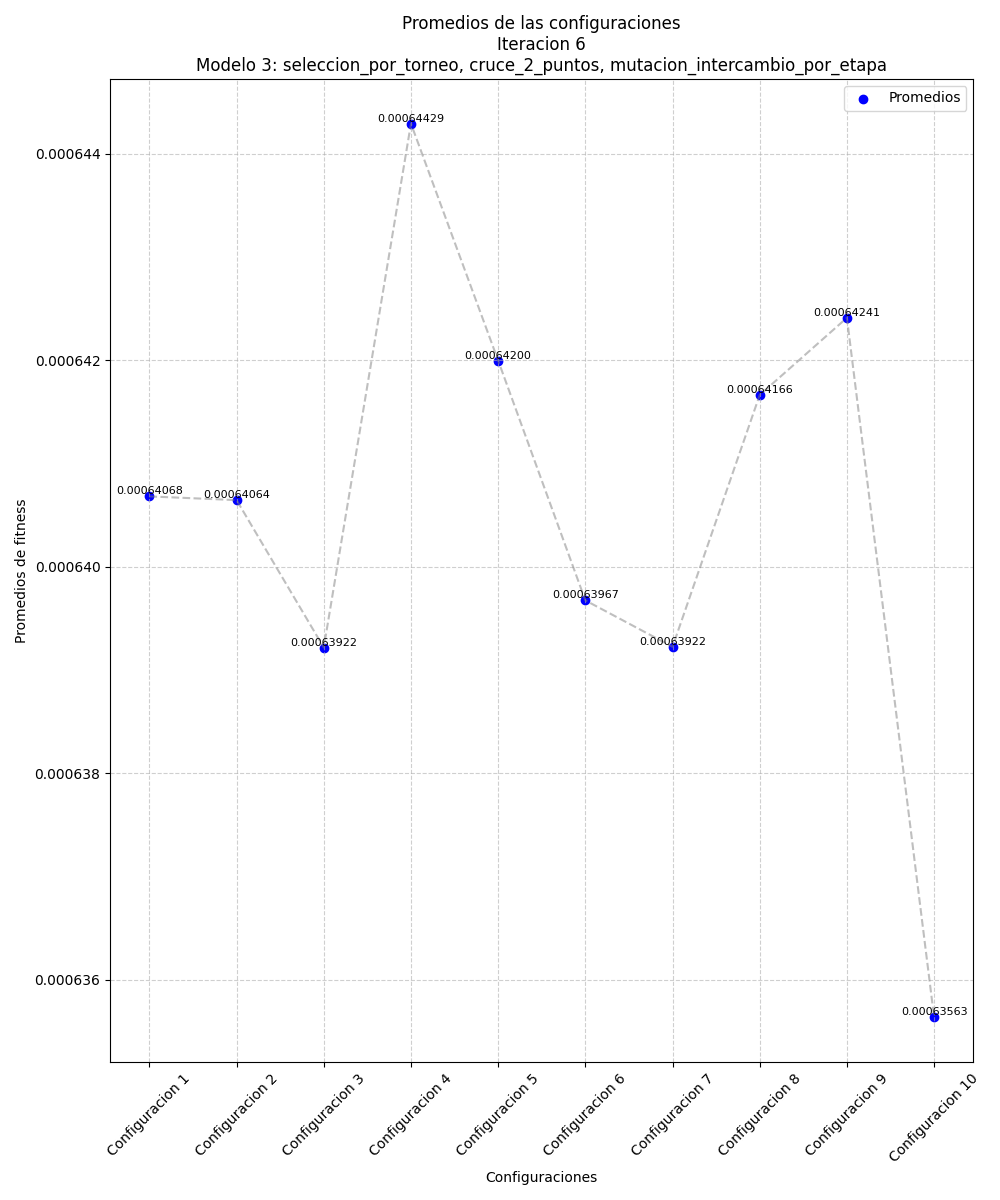 Promedios de las configuraciones
Iteracion 6
Modelo 3: seleccion_por_torneo, cruce_2_puntos, mutacion_intercambio_por_etapa
Promedios
0.00064429
0.000644
0.00064241
0.00064200
0.000642
0.00064166
0.00064068
0.00064064
0.000640
0.00063967
0.00063922
0.00063922
0.000638
0.000636
0.00063563
Promedios de fitness
Configuracion 1
Configuracion 2
Configuracion 3
Configuracion 4
Configuracion 5
Configuracion 6
Configuracion 7
Configuracion 8
Configuracion 9
Configuracion 10
Configuraciones